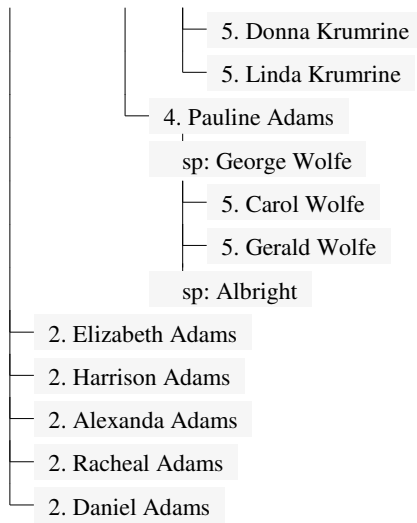 5. Donna Krumrine
5. Linda Krumrine
4. Pauline Adams
sp: George Wolfe
5. Carol Wolfe
5. Gerald Wolfe
sp: Albright
2. Elizabeth Adams
2. Harrison Adams
2. Alexanda Adams
2. Racheal Adams
2. Daniel Adams